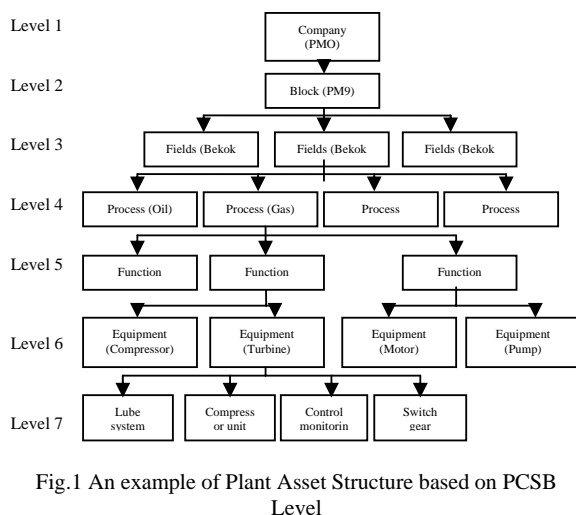 Level 1
Company
(PMO)
Level 2
Block (PM9)
Level 3
Fields (Bekok
Fields (Bekok
Fields (Bekok
Level 4
Process (Oil)
Process (Gas)
Process
Process
Level 5
Function
Function
Function
Level 6
Equipment
(Compressor)
Equipment
(Turbine)
Equipment
(Motor)
Equipment
(Pump)
Level 7
Lube
system
Compress
or unit
Control
monitorin
Switch
gear
Fig.1 An example of Plant Asset Structure based on PCSB
Level